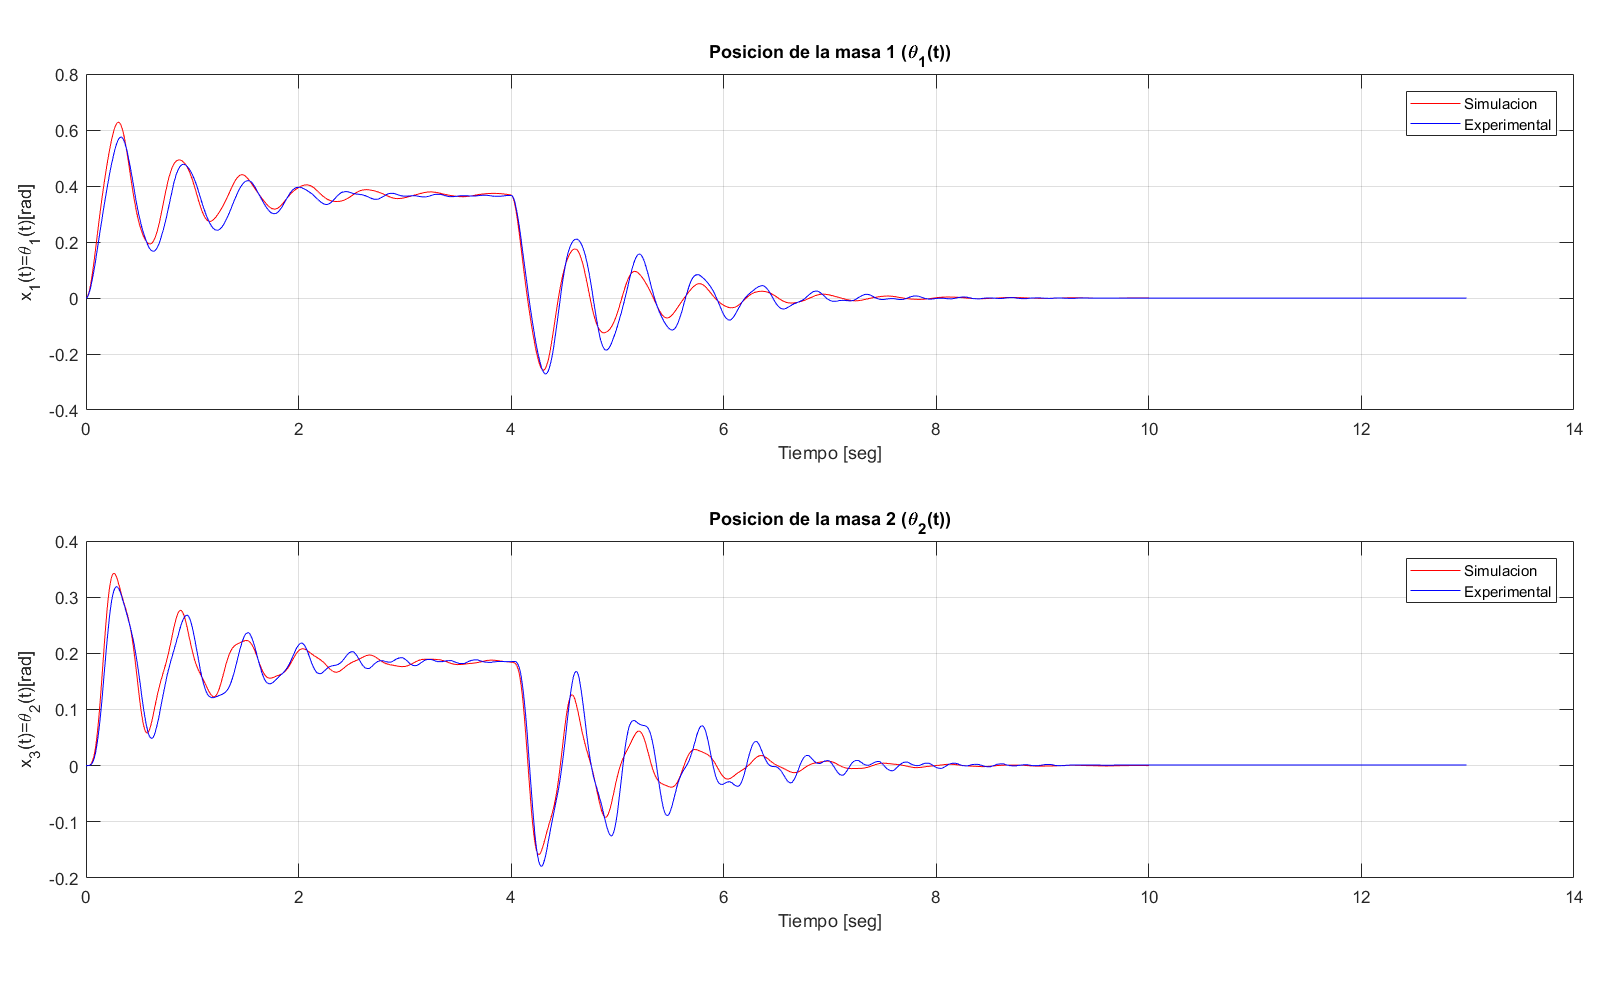 Posicion de la masa 1 (θ₁(t))
x₁(t)=θ₁(t)[rad]
0.8
0.6
0.4
0.2
0
-0.2
-0.4
Simulacion
Experimental
0 2 4 6 8 10 12 14
Tiempo [seg]
Posicion de la masa 2 (θ₂(t))
x₃(t)=θ₂(t)[rad]
0.4
0.3
0.2
0.1
0
-0.1
-0.2
Simulacion
Experimental
0 2 4 6 8 10 12 14
Tiempo [seg]